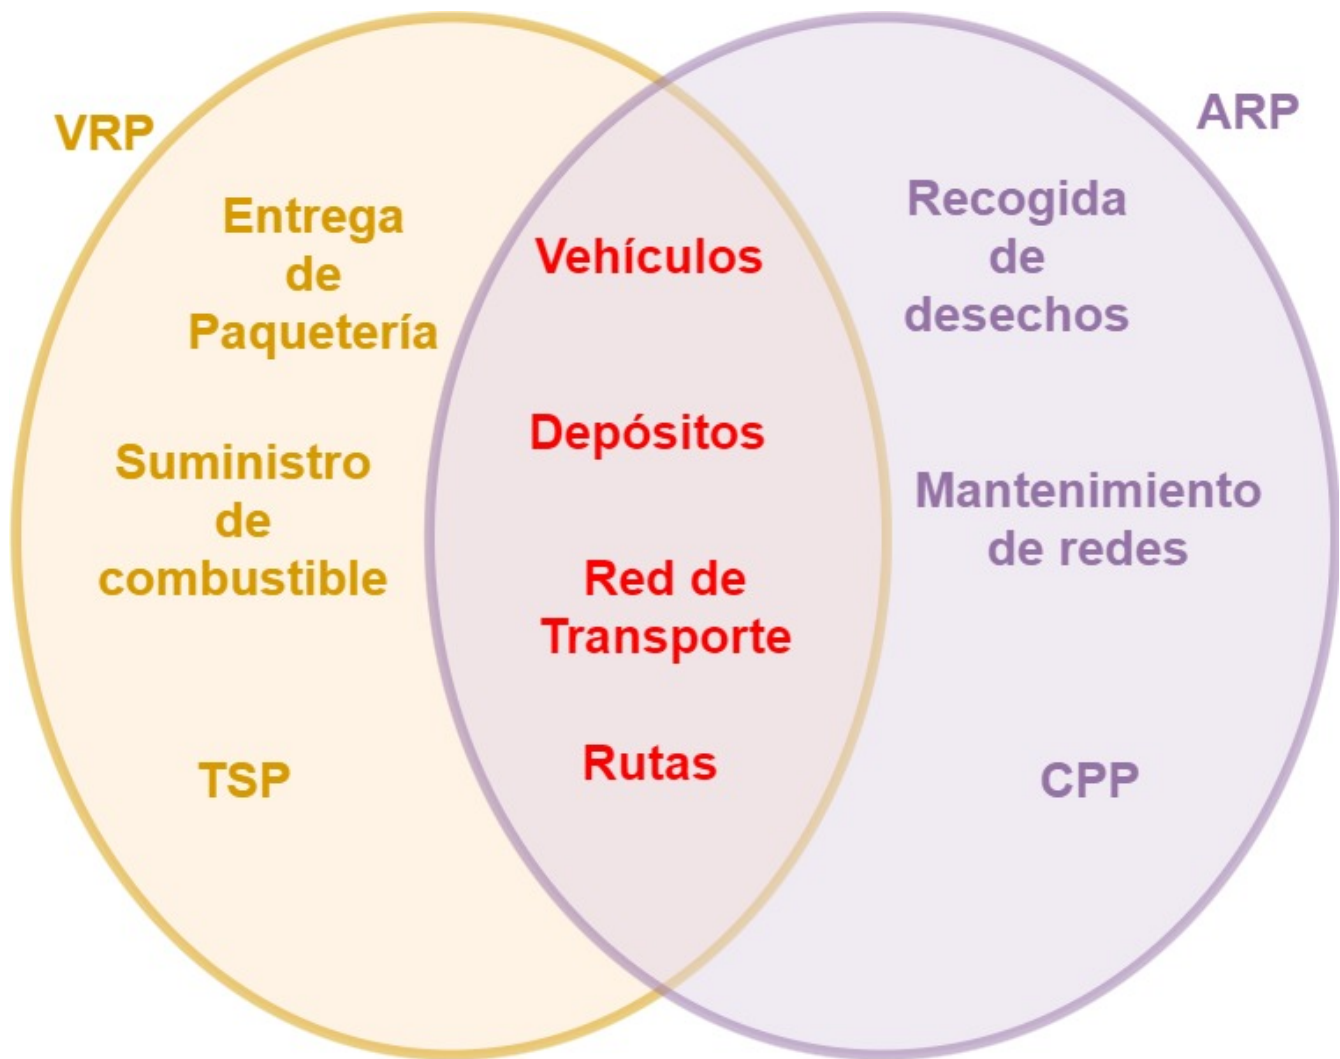 VRP
Entrega
de
Paquetería
Suministro
de
combustible
TSP
Vehículos
Depósitos
Red de
Transporte
Rutas
ARP
Recogida
de
desechos
Mantenimiento
de redes
CPP